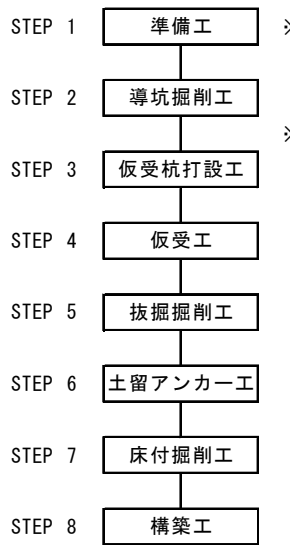 STEP 1 準備工 ※
STEP 2 導坑掘削工
※
STEP 3 仮受杭打設工
STEP 4 仮受工
STEP 5 抜掘掘削工
STEP 6 土留アンカー工
STEP 7 床付掘削工
STEP 8 構築工